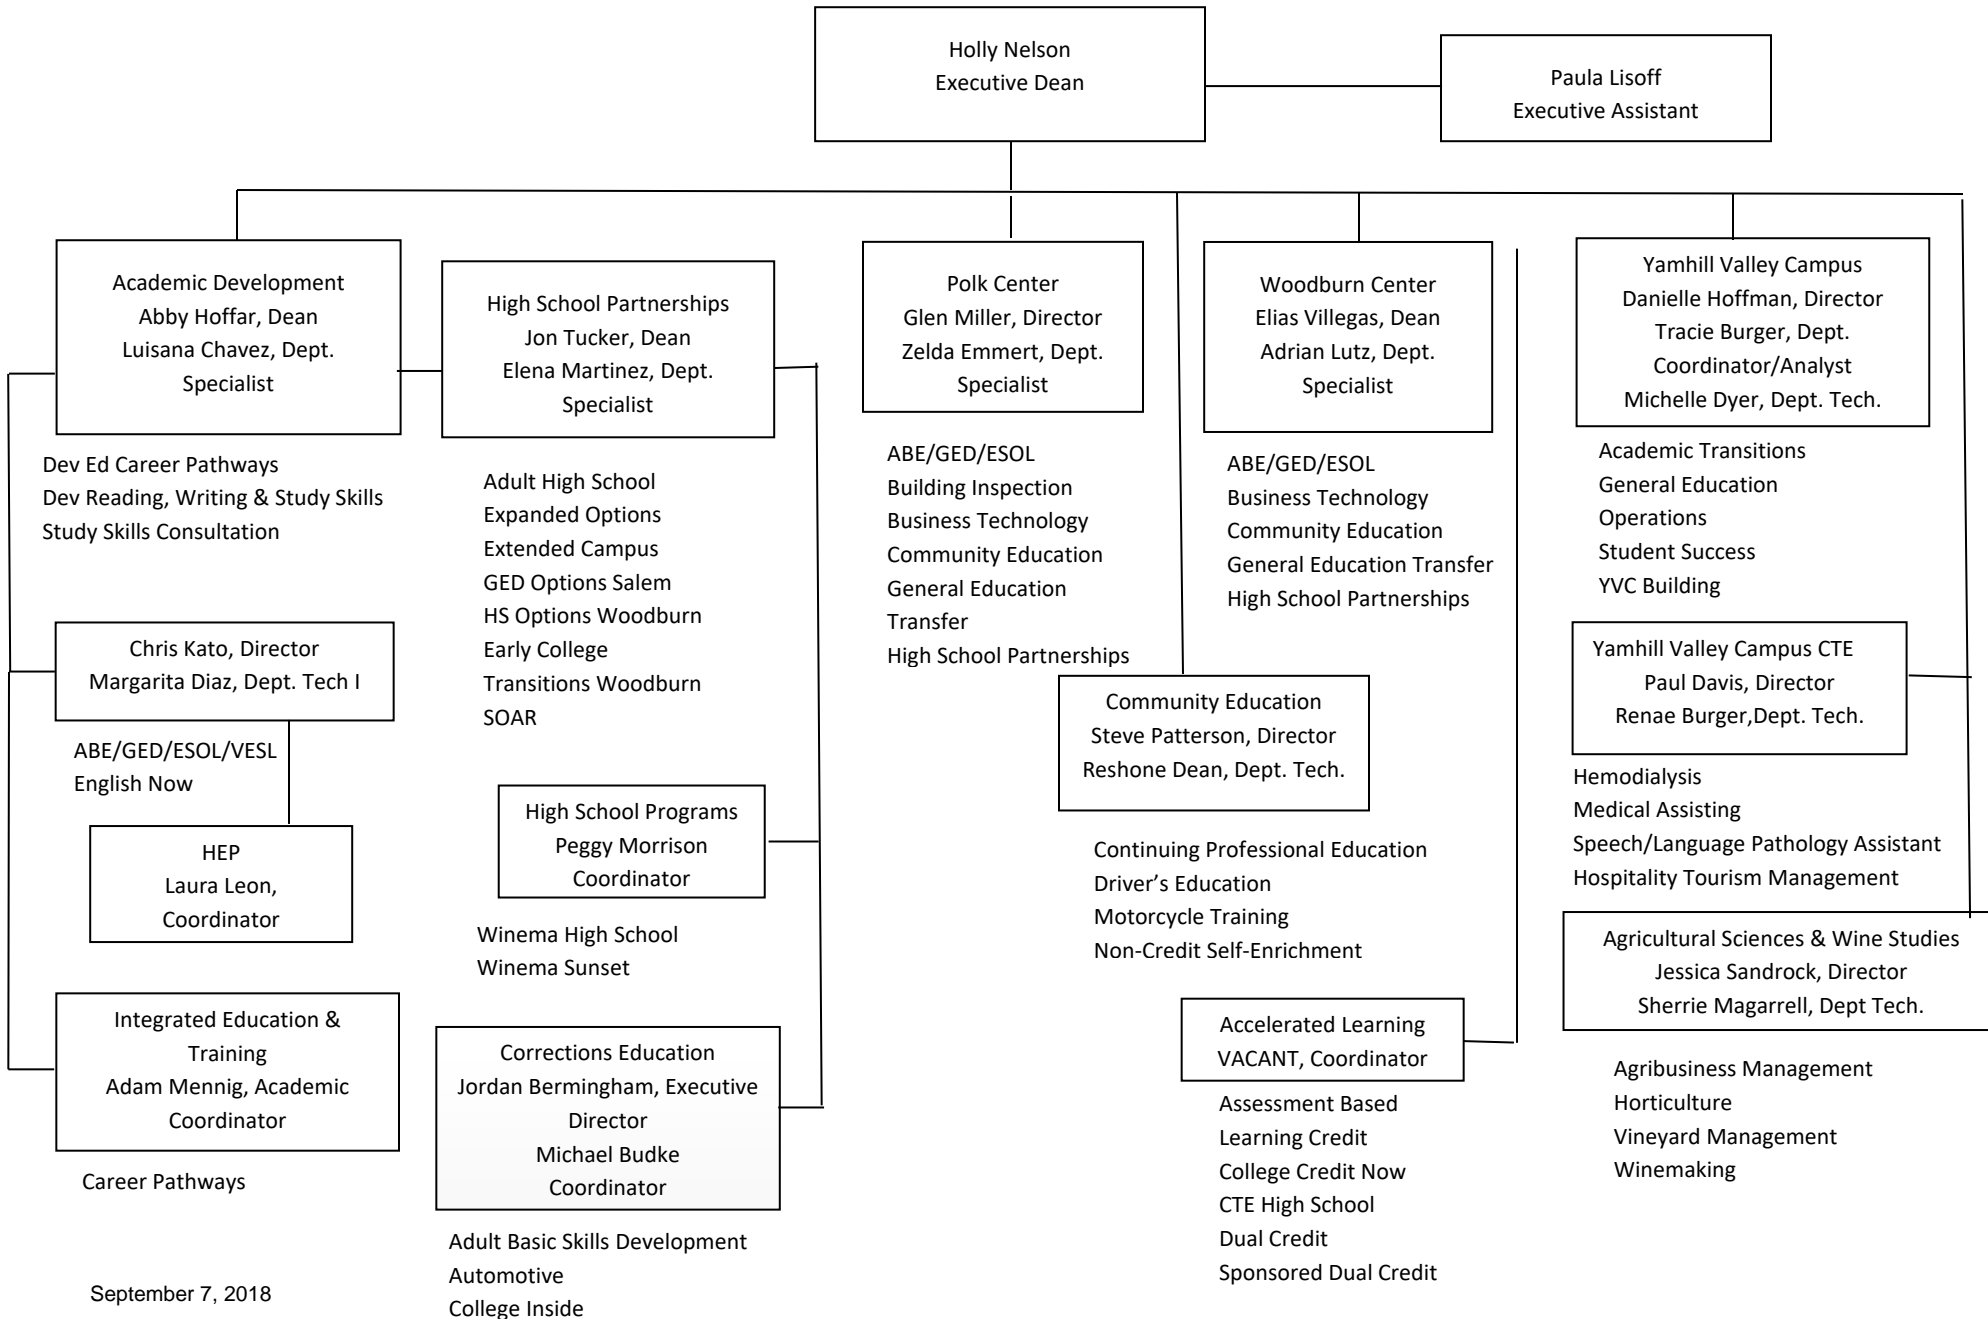 Holly Nelson
Executive Dean
Paula Lisoff
Executive Assistant
Academic Development
Abby Hoffar, Dean
Luisana Chavez, Dept.
Specialist
Dev Ed Career Pathways
Dev Reading, Writing & Study Skills
Study Skills Consultation
Chris Kato, Director
Margarita Diaz, Dept. Tech I
ABE/GED/ESOL/VESL
English Now
HEP
Laura Leon,
Coordinator
Integrated Education &
Training
Adam Mennig, Academic
Coordinator
Career Pathways
High School Partnerships
Jon Tucker, Dean
Elena Martinez, Dept.
Specialist
Adult High School
Expanded Options
Extended Campus
GED Options Salem
HS Options Woodburn
Early College
Transitions Woodburn
SOAR
High School Programs
Peggy Morrison
Coordinator
Winema High School
Winema Sunset
Corrections Education
Jordan Bermingham, Executive
Director
Michael Budke
Coordinator
Adult Basic Skills Development
Automotive
College Inside
Polk Center
Glen Miller, Director
Zelda Emmert, Dept.
Specialist
ABE/GED/ESOL
Building Inspection
Business Technology
Community Education
General Education
Transfer
High School Partnerships
Community Education
Steve Patterson, Director
Reshone Dean, Dept. Tech.
Continuing Professional Education
Driver’s Education
Motorcycle Training
Non-Credit Self-Enrichment
Woodburn Center
Elias Villegas, Dean
Adrian Lutz, Dept.
Specialist
ABE/GED/ESOL
Business Technology
Community Education
General Education Transfer
High School Partnerships
Accelerated Learning
VACANT, Coordinator
Assessment Based
Learning Credit
College Credit Now
CTE High School
Dual Credit
Sponsored Dual Credit
Yamhill Valley Campus
Danielle Hoffman, Director
Tracie Burger, Dept.
Coordinator/Analyst
Michelle Dyer, Dept. Tech.
Academic Transitions
General Education
Operations
Student Success
YVC Building
Yamhill Valley Campus CTE
Paul Davis, Director
Renae Burger,Dept. Tech.
Hemodialysis
Medical Assisting
Speech/Language Pathology Assistant
Hospitality Tourism Management
Agricultural Sciences & Wine Studies
Jessica Sandrock, Director
Sherrie Magarrell, Dept Tech.
Agribusiness Management
Horticulture
Vineyard Management
Winemaking
September 7, 2018